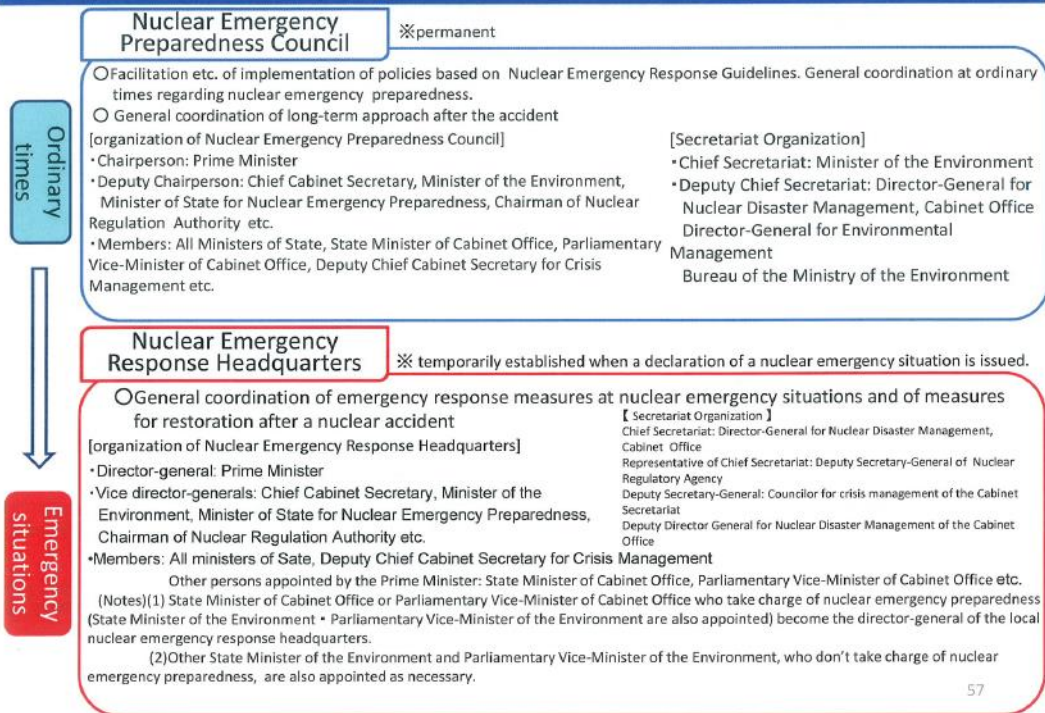 Nuclear Emergency
Preparedness Council
※permanent
Ordinary
times
○Facilitation etc. of implementation of policies based on Nuclear Emergency Response Guidelines. General coordination at ordinary
times regarding nuclear emergency preparedness.
○ General coordination of long-term approach after the accident
[organization of Nuclear Emergency Preparedness Council]
・Chairperson: Prime Minister
・Deputy Chairperson: Chief Cabinet Secretary, Minister of the Environment,
Minister of State for Nuclear Emergency Preparedness, Chairman of Nuclear
Regulation Authority etc.
・Members: All Ministers of State, State Minister of Cabinet Office, Parliamentary
Vice-Minister of Cabinet Office, Deputy Chief Cabinet Secretary for Crisis
Management etc.
[Secretariat Organization]
・Chief Secretariat: Minister of the Environment
・Deputy Chief Secretariat: Director-General for
Nuclear Disaster Management, Cabinet Office
Director-General for Environmental
Management
Bureau of the Ministry of the Environment
Nuclear Emergency
Response Headquarters
※ temporarily established when a declaration of a nuclear emergency situation is issued.
Emergency
situations
○General coordination of emergency response measures at nuclear emergency situations and of measures
for restoration after a nuclear accident
[organization of Nuclear Emergency Response Headquarters]
・Director-general: Prime Minister
・Vice director-generals: Chief Cabinet Secretary, Minister of the
Environment, Minister of State for Nuclear Emergency Preparedness,
Chairman of Nuclear Regulation Authority etc.
【 Secretariat Organization 】
Chief Secretariat: Director-General for Nuclear Disaster Management,
Cabinet Office
Representative of Chief Secretariat: Deputy Secretary-General of Nuclear
Regulatory Agency
Deputy Secretary-General: Councilor for crisis management of the Cabinet
Secretariat
Deputy Director General for Nuclear Disaster Management of the Cabinet
Office
・Members: All ministers of Sate, Deputy Chief Cabinet Secretary for Crisis Management
Other persons appointed by the Prime Minister: State Minister of Cabinet Office, Parliamentary Vice-Minister of Cabinet Office etc.
(Notes)(1) State Minister of Cabinet Office or Parliamentary Vice-Minister of Cabinet Office who take charge of nuclear emergency preparedness
(State Minister of the Environment・Parliamentary Vice-Minister of the Environment are also appointed) become the director-general of the local
nuclear emergency response headquarters.
(2)Other State Minister of the Environment and Parliamentary Vice-Minister of the Environment, who don't take charge of nuclear
emergency preparedness, are also appointed as necessary.
57